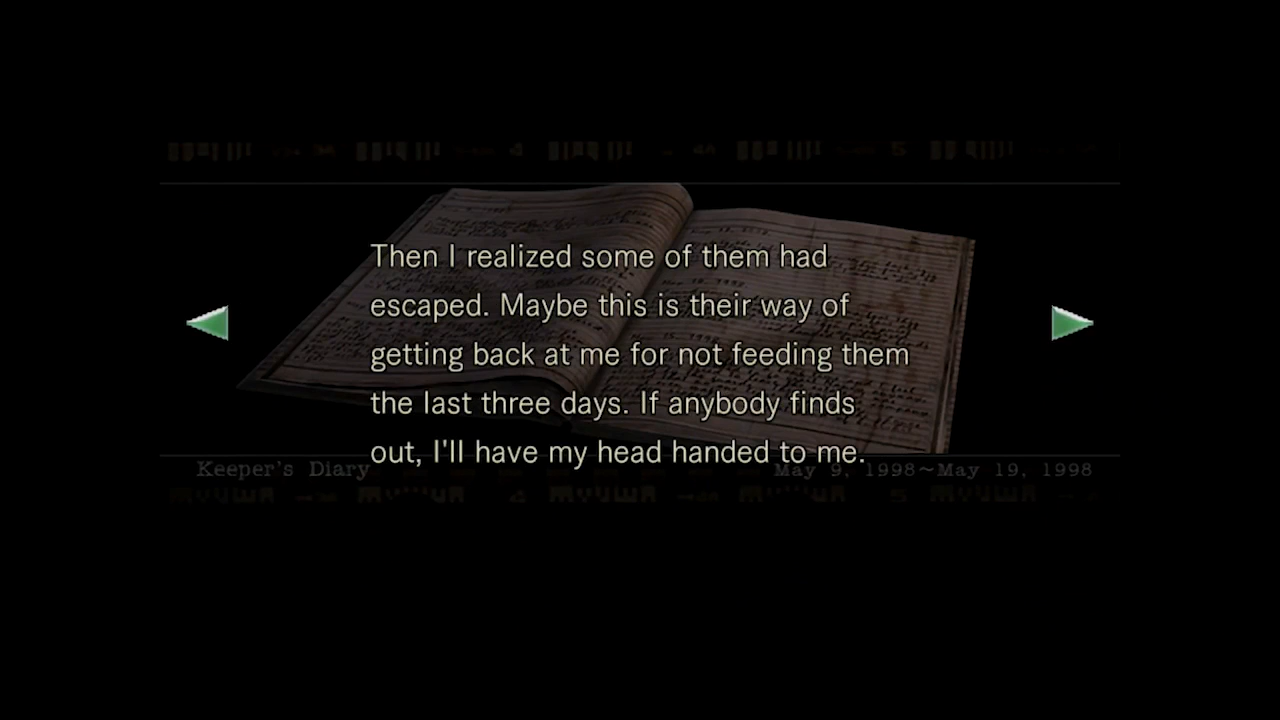 Then I realized some of them had
escaped. Maybe this is their way of
getting back at me for not feeding them
the last three days. If anybody finds
out, I'll have my head handed to me.
Keeper's Diary
May 9, 1998~May 19, 1998